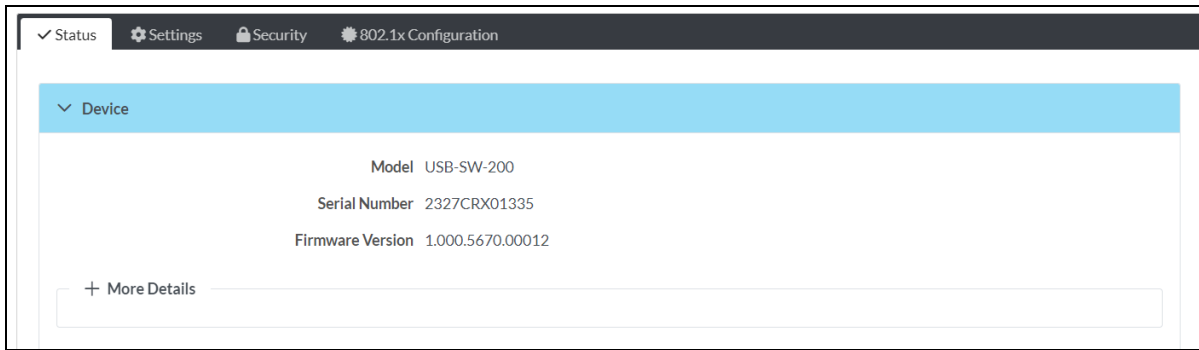 Status Settings Security 802.1x Configuration
Device
Model USB-SW-200
Serial Number 2327CRX01335
Firmware Version 1.000.5670.00012
More Details